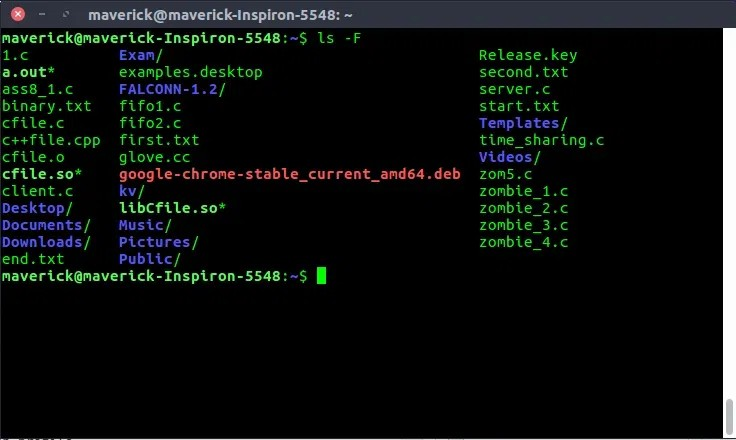 maverick@maverick-Inspiron-5548: ~
maverick@maverick-Inspiron-5548:~$ ls -F
1.c Exam/ Release.key
a.out* examples.desktop second.txt
ass8_1.c FALCONN-1.2/ server.c
binary.txt fifo1.c start.txt
cfile.c fifo2.c Templates/
c++file.cpp first.txt time_sharing.c
cfile.o glove.cc Videos/
cfile.so* google-chrome-stable_current_amd64.deb zom5.c
client.c kv/ zombie_1.c
Desktop/ libCfile.so* zombie_2.c
Documents/ Music/ zombie_3.c
Downloads/ Pictures/ zombie_4.c
end.txt Public/
maverick@maverick-Inspiron-5548:~$